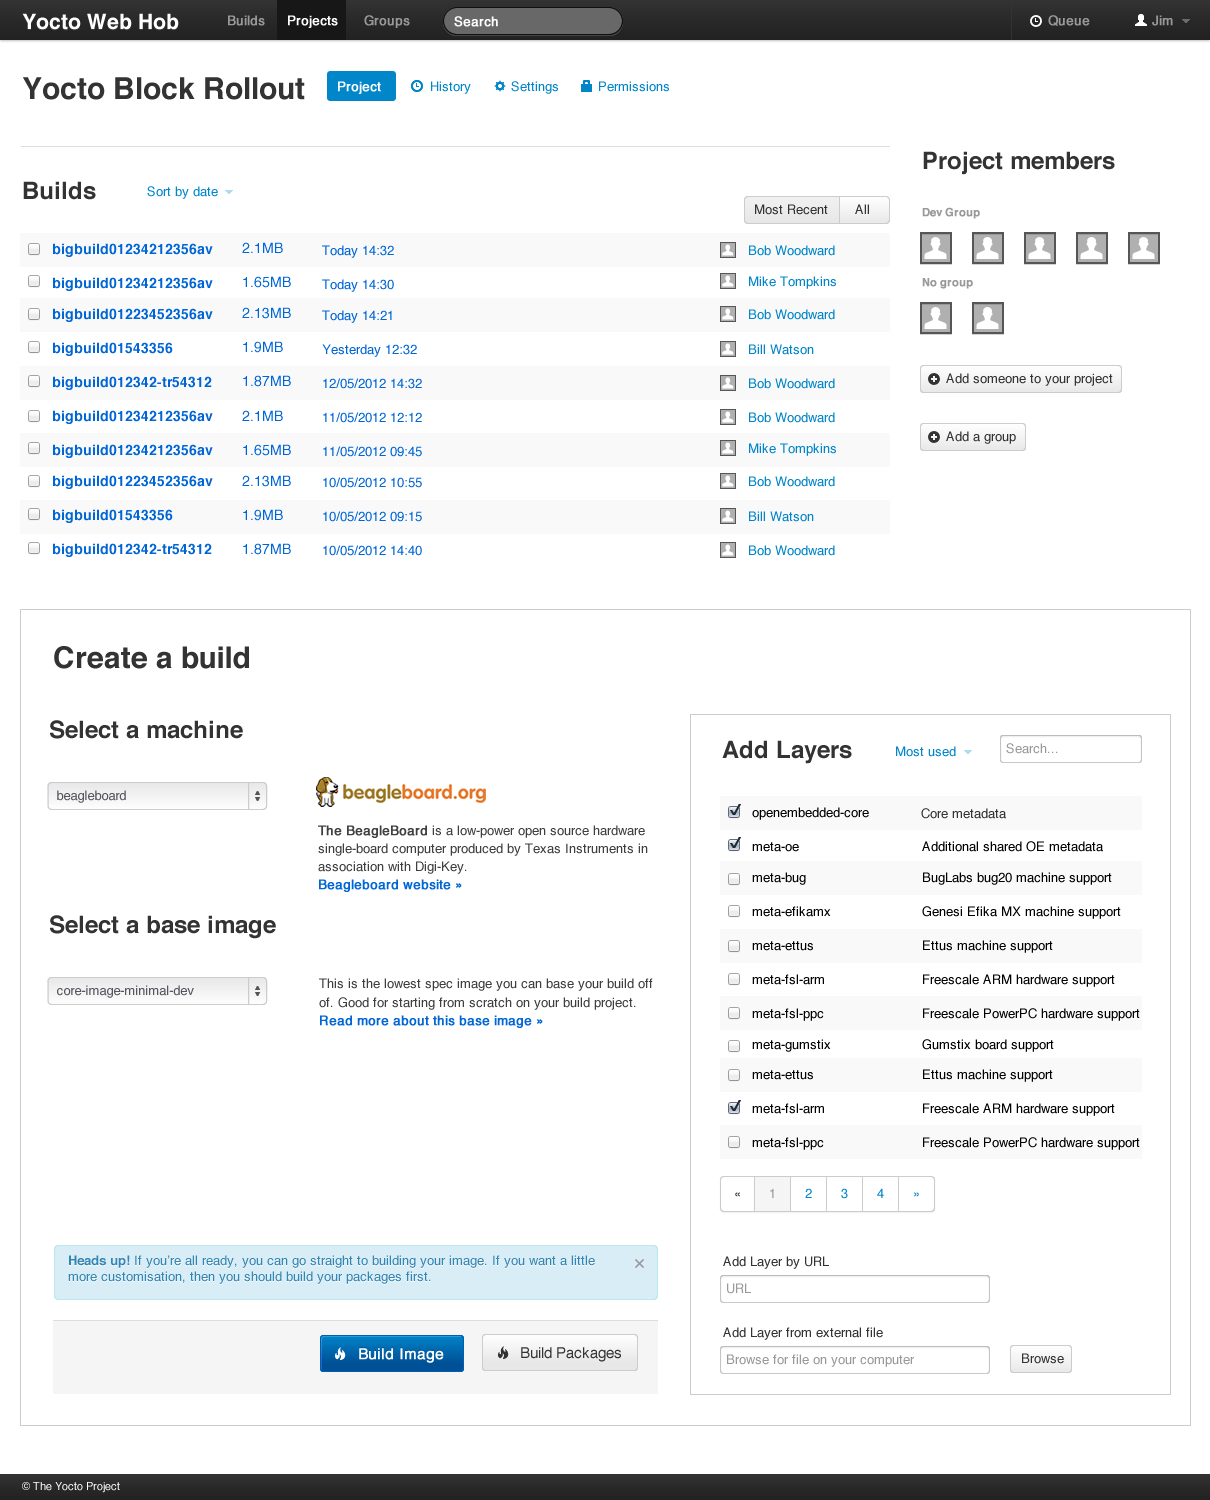 Yocto Web Hob Builds Projects Groups Search Queue Jim
Yocto Block Rollout Project History Settings Permissions
Builds Sort by date
Most Recent All
bigbuild01234212356av 2.1MB Today 14:32 Bob Woodward
bigbuild01234212356av 1.65MB Today 14:30 Mike Tompkins
bigbuild01223452356av 2.13MB Today 14:21 Bob Woodward
bigbuild01543356 1.9MB Yesterday 12:32 Bill Watson
bigbuild012342-tr54312 1.87MB 12/05/2012 14:32 Bob Woodward
bigbuild01234212356av 2.1MB 11/05/2012 12:12 Bob Woodward
bigbuild01234212356av 1.65MB 11/05/2012 09:45 Mike Tompkins
bigbuild01223452356av 2.13MB 10/05/2012 10:55 Bob Woodward
bigbuild01543356 1.9MB 10/05/2012 09:15 Bill Watson
bigbuild012342-tr54312 1.87MB 10/05/2012 14:40 Bob Woodward
Project members
Dev Group
No group
Add someone to your project
Add a group
Create a build
Select a machine
beagleboard
beagleboard.org
The BeagleBoard is a low-power open source hardware
single-board computer produced by Texas Instruments in
association with Digi-Key.
Beagleboard website »
Select a base image
core-image-minimal-dev
This is the lowest spec image you can base your build off
of. Good for starting from scratch on your build project.
Read more about this base image »
Heads up! If you're all ready, you can go straight to building your image. If you want a little
more customisation, then you should build your packages first.
Build Image Build Packages
Add Layers Most used Search...
openembedded-core Core metadata
meta-oe Additional shared OE metadata
meta-bug BugLabs bug20 machine support
meta-efikamx Genesi Efika MX machine support
meta-ettus Ettus machine support
meta-fsl-arm Freescale ARM hardware support
meta-fsl-ppc Freescale PowerPC hardware support
meta-gumstix Gumstix board support
meta-ettus Ettus machine support
meta-fsl-arm Freescale ARM hardware support
meta-fsl-ppc Freescale PowerPC hardware support
« 1 2 3 4 »
Add Layer by URL
URL
Add Layer from external file
Browse for file on your computer Browse
© The Yocto Project